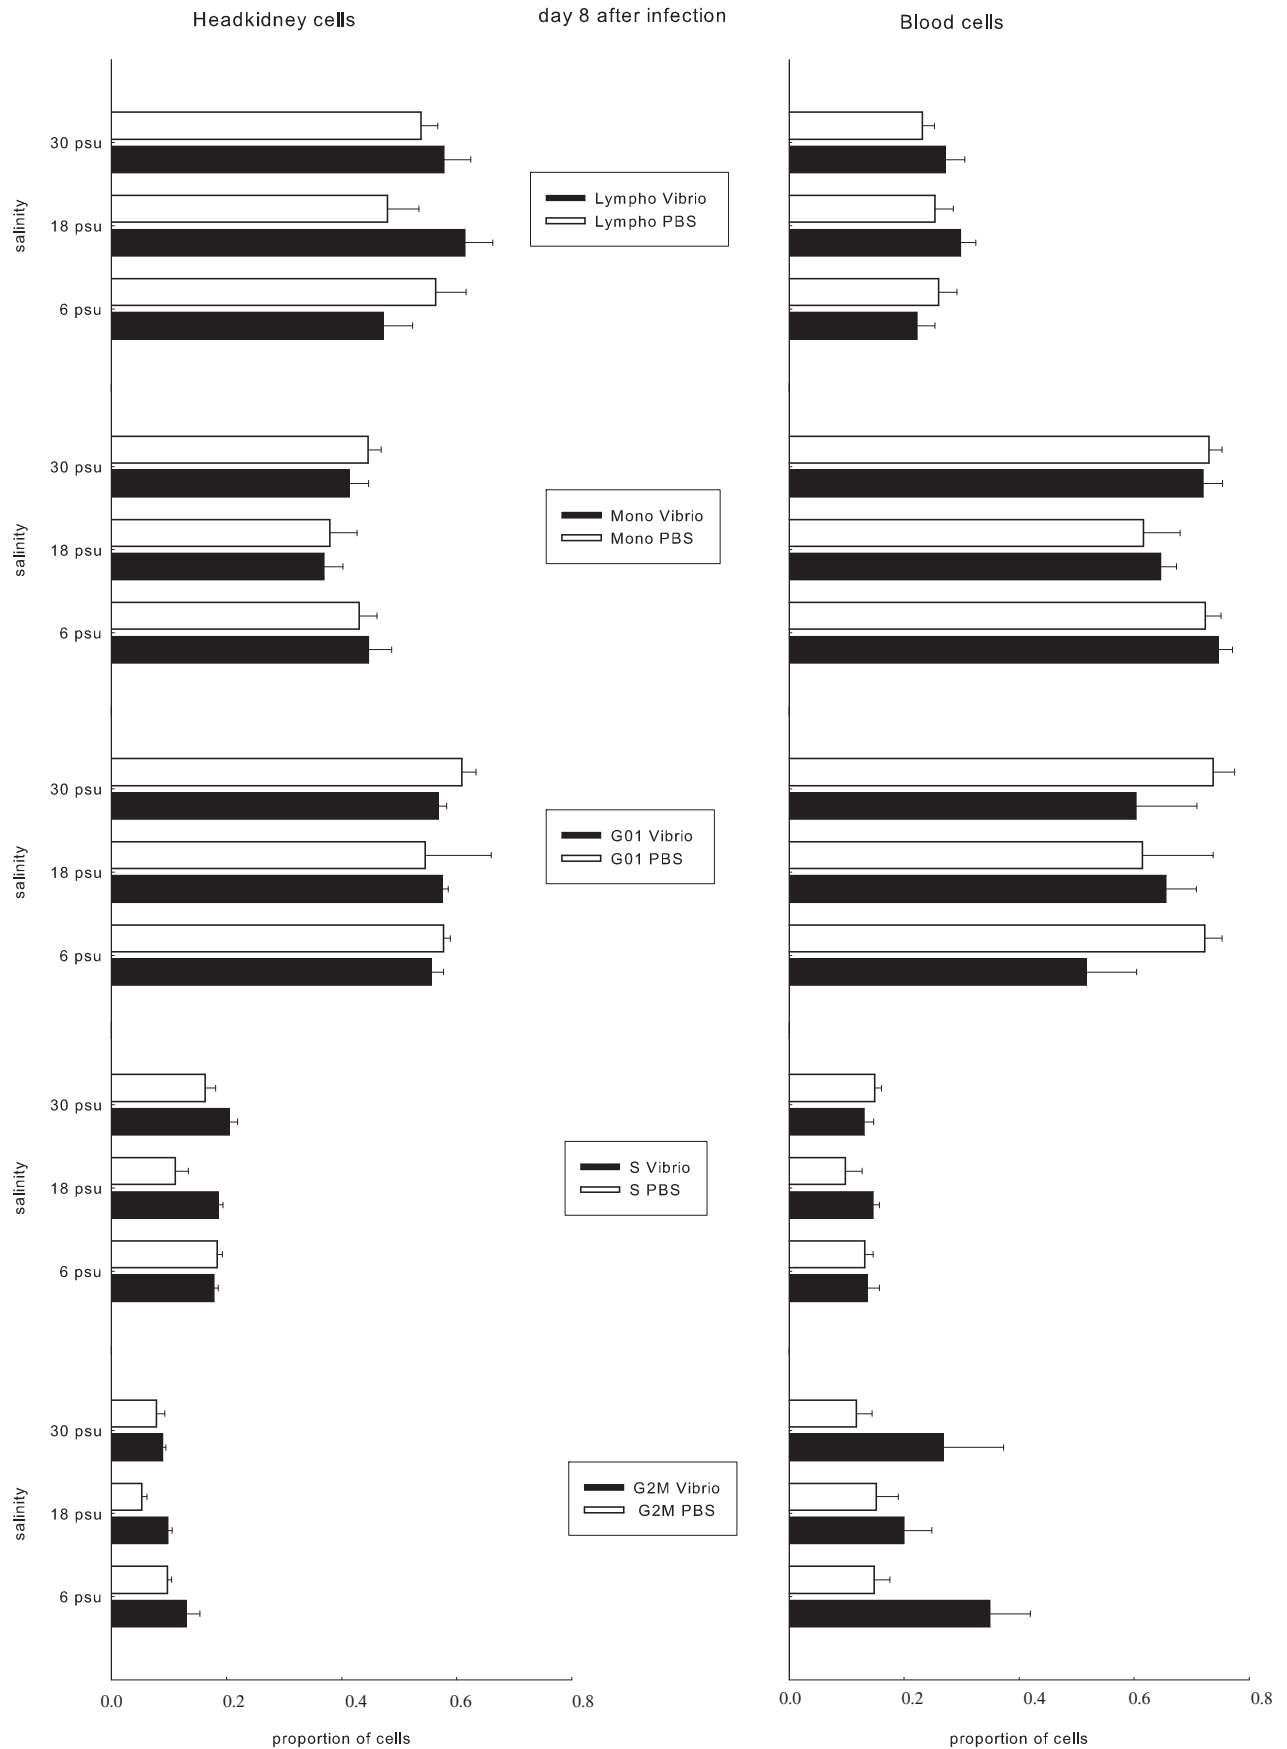 Headkidney cells
day 8 after infection
Blood cells
salinity
30 psu
18 psu
6 psu
Lympho Vibrio
Lympho PBS
salinity
30 psu
18 psu
6 psu
Mono Vibrio
Mono PBS
salinity
30 psu
18 psu
6 psu
G01 Vibrio
G01 PBS
salinity
30 psu
18 psu
6 psu
S Vibrio
S PBS
salinity
30 psu
18 psu
6 psu
G2M Vibrio
G2M PBS
0.0 0.2 0.4 0.6 0.8
proportion of cells
0.0 0.2 0.4 0.6 0.8
proportion of cells